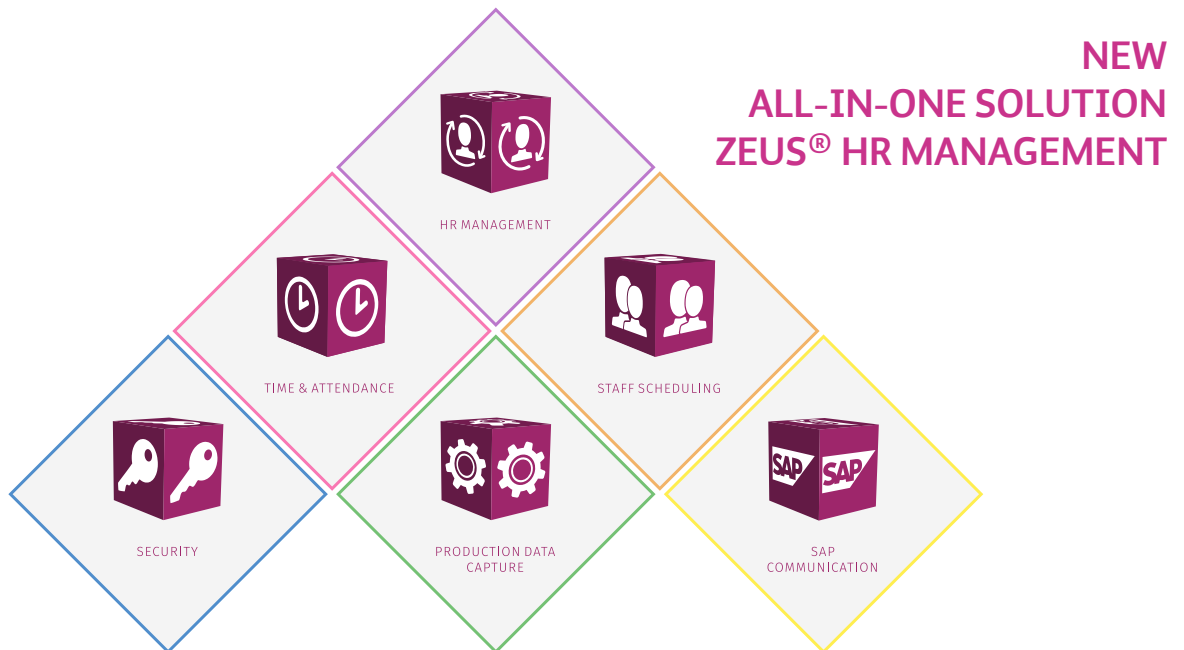 NEW
ALL-IN-ONE SOLUTION
ZEUS® HR MANAGEMENT
HR MANAGEMENT
TIME & ATTENDANCE
STAFF SCHEDULING
SAP SAP
SECURITY
PRODUCTION DATA
CAPTURE
SAP
COMMUNICATION